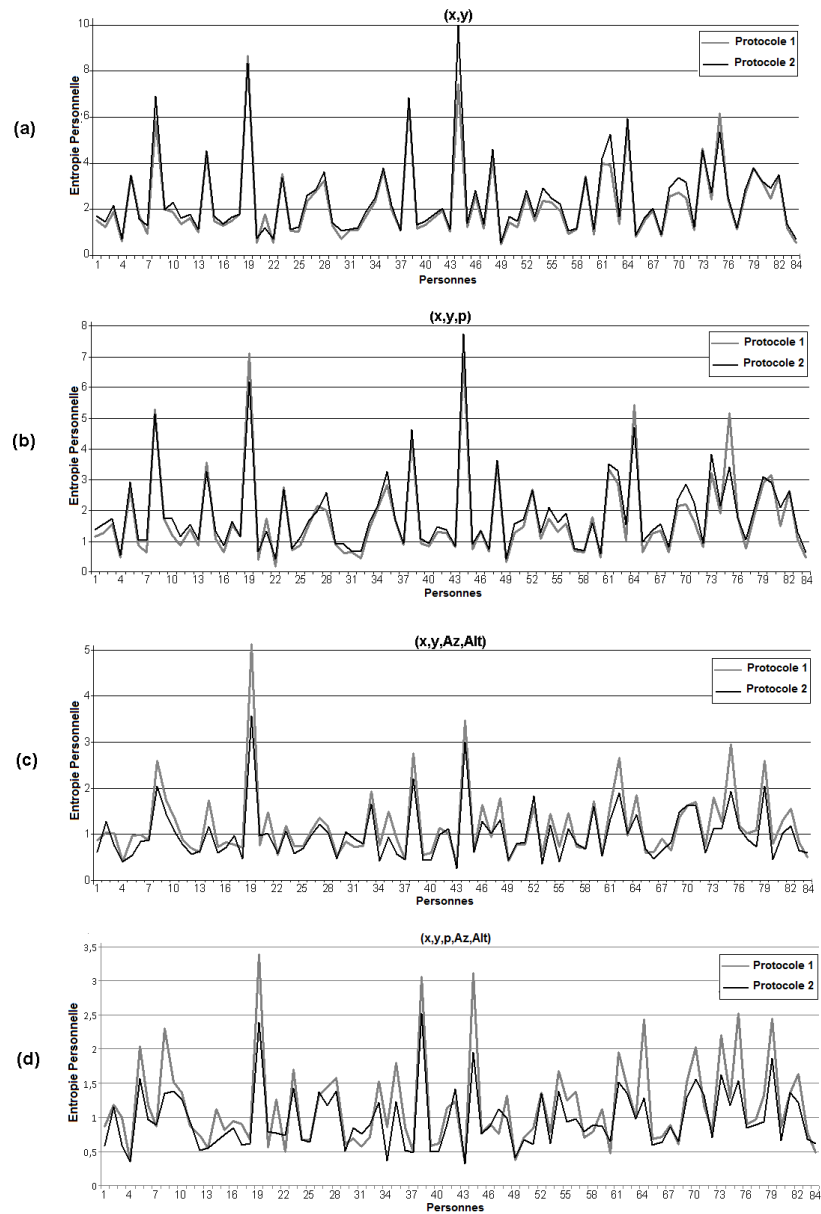 (x,y)
Protocole 1
Protocole 2
(a)
Entropie Personnelle
10
8
6
4
2
0
1 4 7 10 13 16 19 22 25 28 31 34 37 40 43 46 49 52 55 58 61 64 67 70 73 76 79 82 84
Personnes
(x,y,p)
Protocole 1
Protocole 2
(b)
Entropie Personnelle
8
7
6
5
4
3
2
1
0
1 4 7 10 13 16 19 22 25 28 31 34 37 40 43 46 49 52 55 58 61 64 67 70 73 76 79 82 84
Personnes
(x,y,Az,Alt)
Protocole 1
Protocole 2
(c)
Entropie Personnelle
5
4
3
2
1
0
1 4 7 10 13 16 19 22 25 28 31 34 37 40 43 46 49 52 55 58 61 64 67 70 73 76 79 82 84
Personnes
(x,y,p,Az,Alt)
Protocole 1
Protocole 2
(d)
Entropie Personnelle
3,5
3
2,5
2
1,5
1
0,5
0
1 4 7 10 13 16 19 22 25 28 31 34 37 40 43 46 49 52 55 58 61 64 67 70 73 76 79 82 84
Personnes